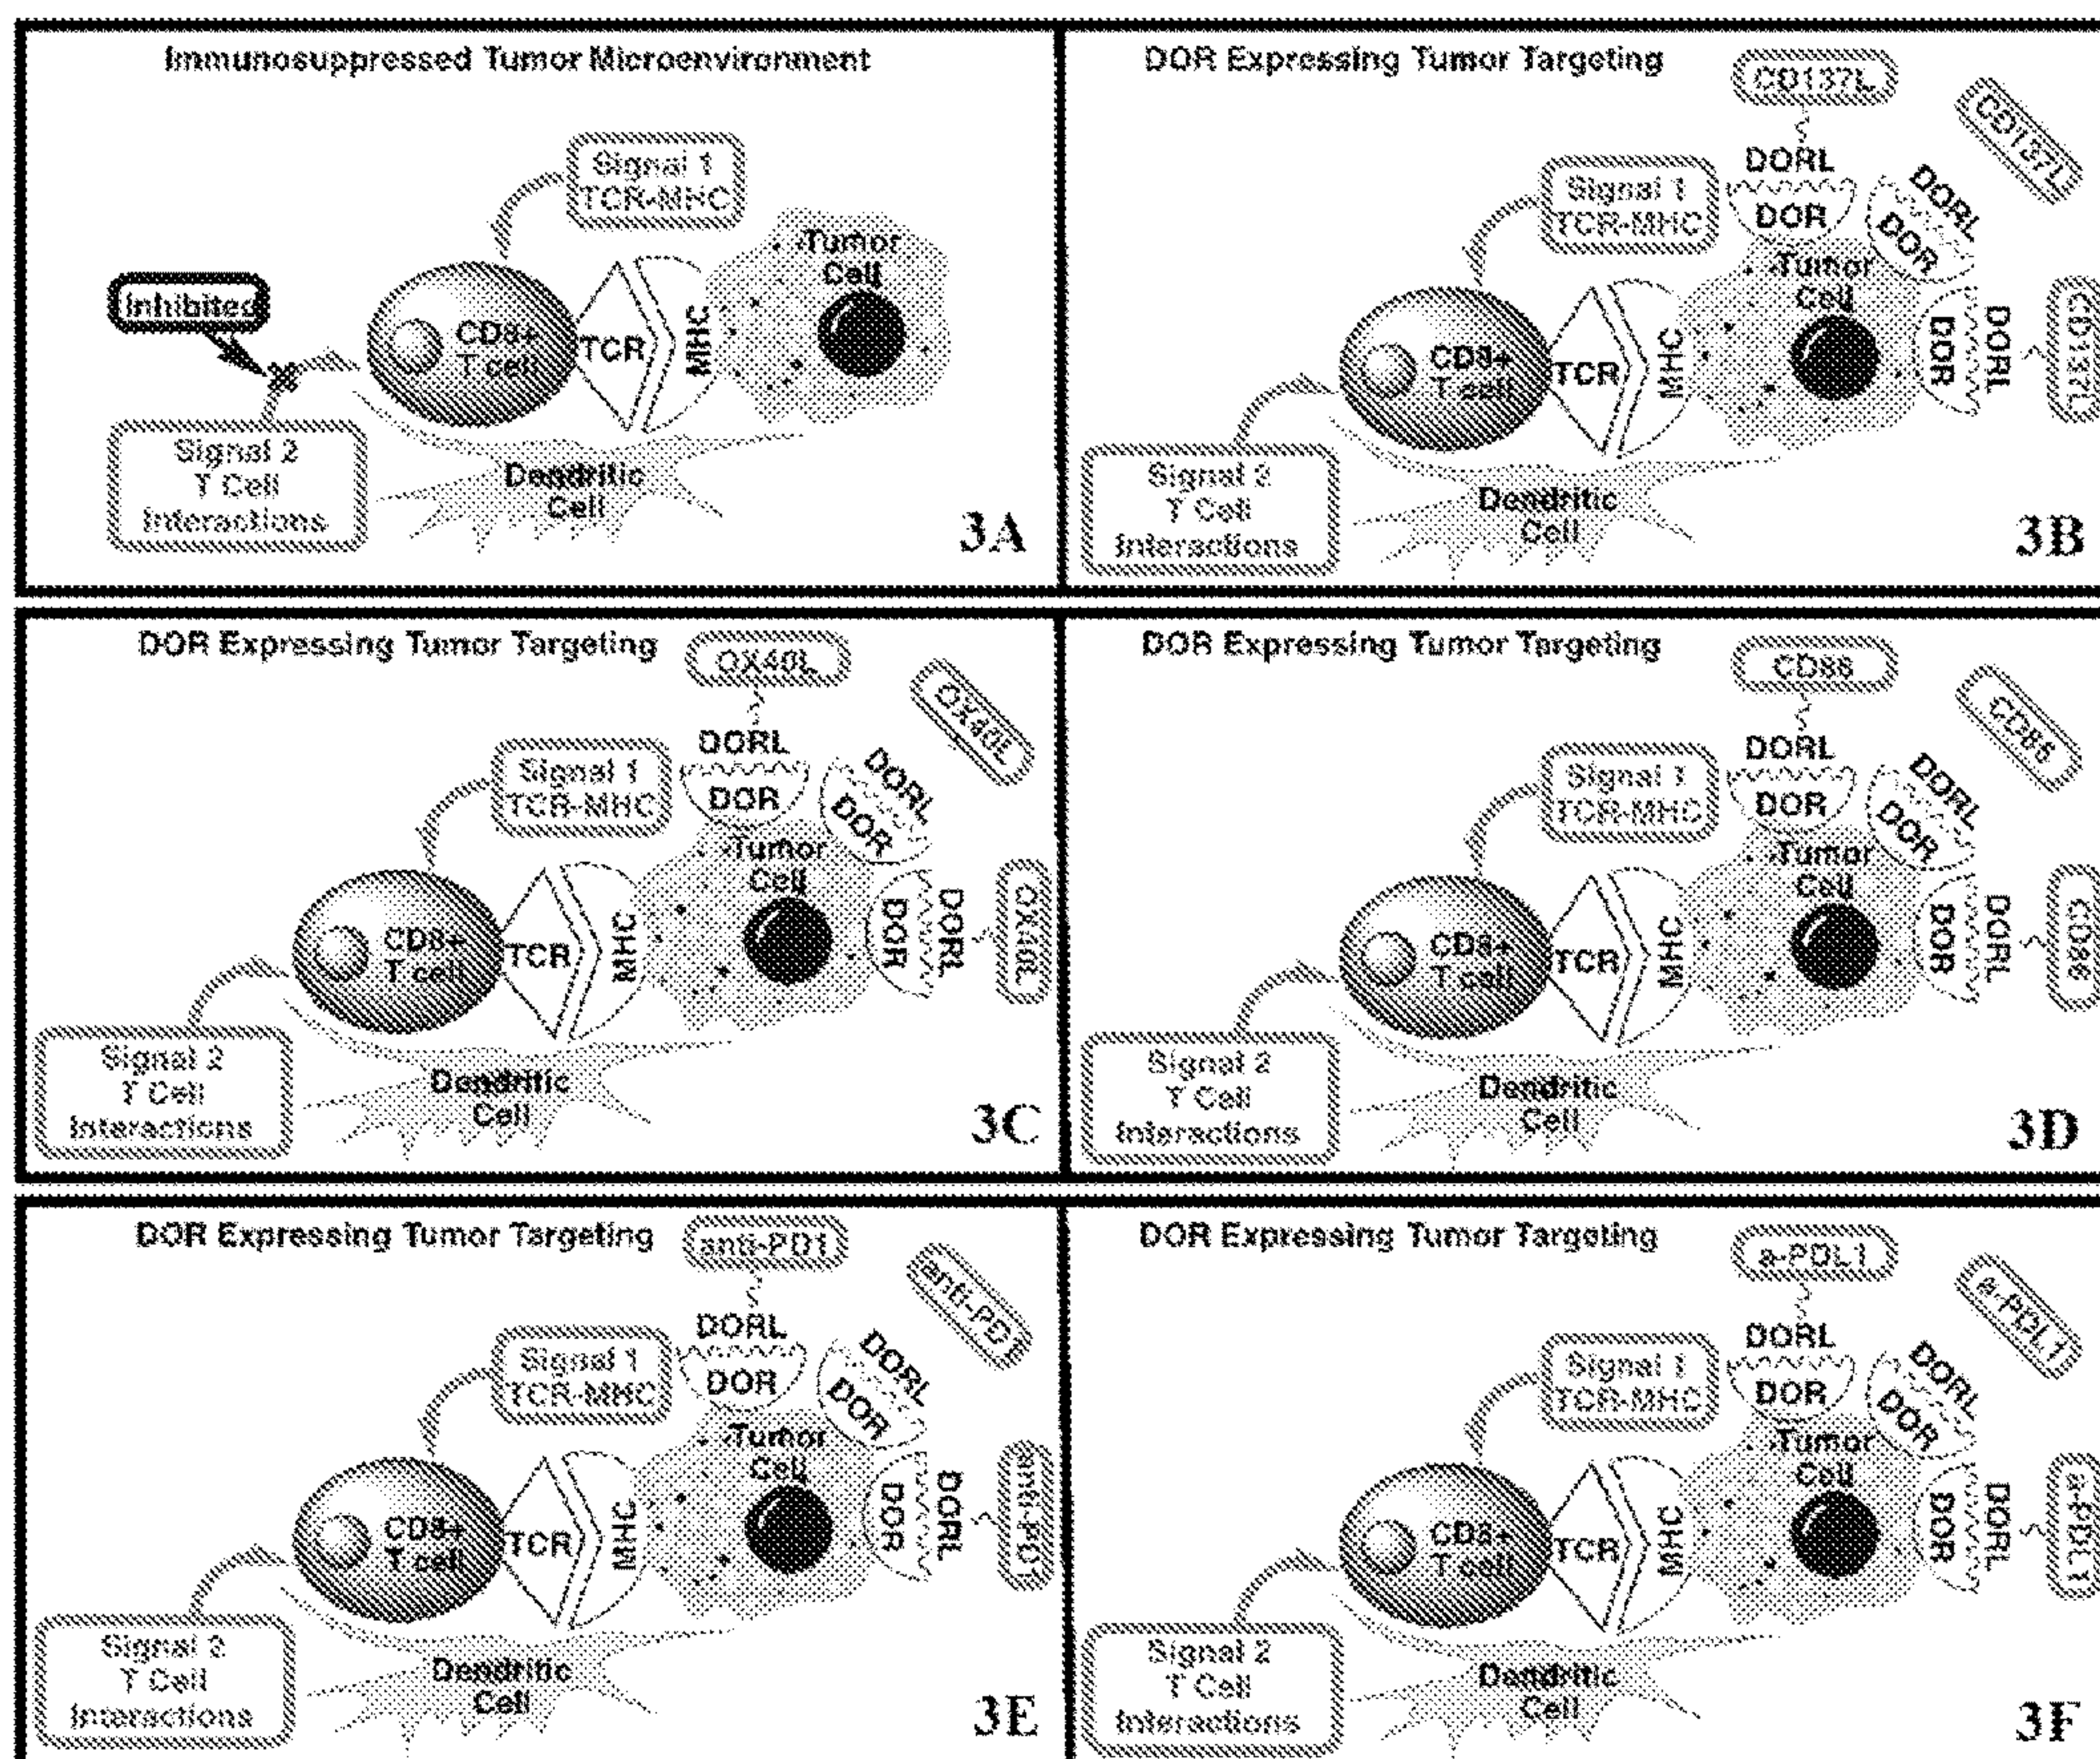 Immunosuppressed Tumor Microenvironment
Signal 1
TCR-MHC
Tumor
Cell
Inhibited
CD8+
T cell
TCR
MHC
Signal 2
T Cell
Interactions
Dendritic
Cell
3A
DOR Expressing Tumor Targeting
CD137L
CD137L
DORL
DOR
DORL
DOR
Signal 1
TCR-MHC
Tumor
Cell
CD8+
T cell
TCR
MHC
DOR
DORL
CD137L
Signal 2
T Cell
Interactions
Dendritic
Cell
3B
DOR Expressing Tumor Targeting
OX40L
OX40L
DORL
DOR
DORL
DOR
Signal 1
TCR-MHC
Tumor
Cell
CD8+
T cell
TCR
MHC
DOR
DORL
OX40L
Signal 2
T Cell
Interactions
Dendritic
Cell
3C
DOR Expressing Tumor Targeting
CD86
CD86
DORL
DOR
DORL
DOR
Signal 1
TCR-MHC
Tumor
Cell
CD8+
T cell
TCR
MHC
DOR
DORL
CD86
Signal 2
T Cell
Interactions
Dendritic
Cell
3D
DOR Expressing Tumor Targeting
anti-PD1
anti-PD1
DORL
DOR
DORL
DOR
Signal 1
TCR-MHC
Tumor
Cell
CD8+
T cell
TCR
MHC
DOR
DORL
anti-PD1
Signal 2
T Cell
Interactions
Dendritic
Cell
3E
DOR Expressing Tumor Targeting
a-PDL1
a-PDL1
DORL
DOR
DORL
DOR
Signal 1
TCR-MHC
Tumor
Cell
CD8+
T cell
TCR
MHC
DOR
DORL
a-PDL1
Signal 2
T Cell
Interactions
Dendritic
Cell
3F